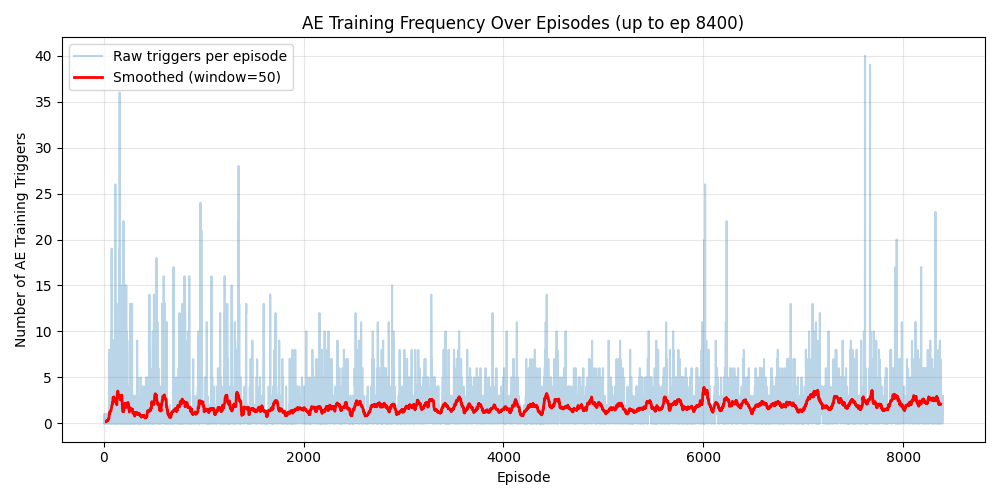 AE Training Frequency Over Episodes (up to ep 8400)
Raw triggers per episode
Smoothed (window=50)
Number of AE Training Triggers
40
35
30
25
20
15
10
5
0
0 2000 4000 6000 8000
Episode